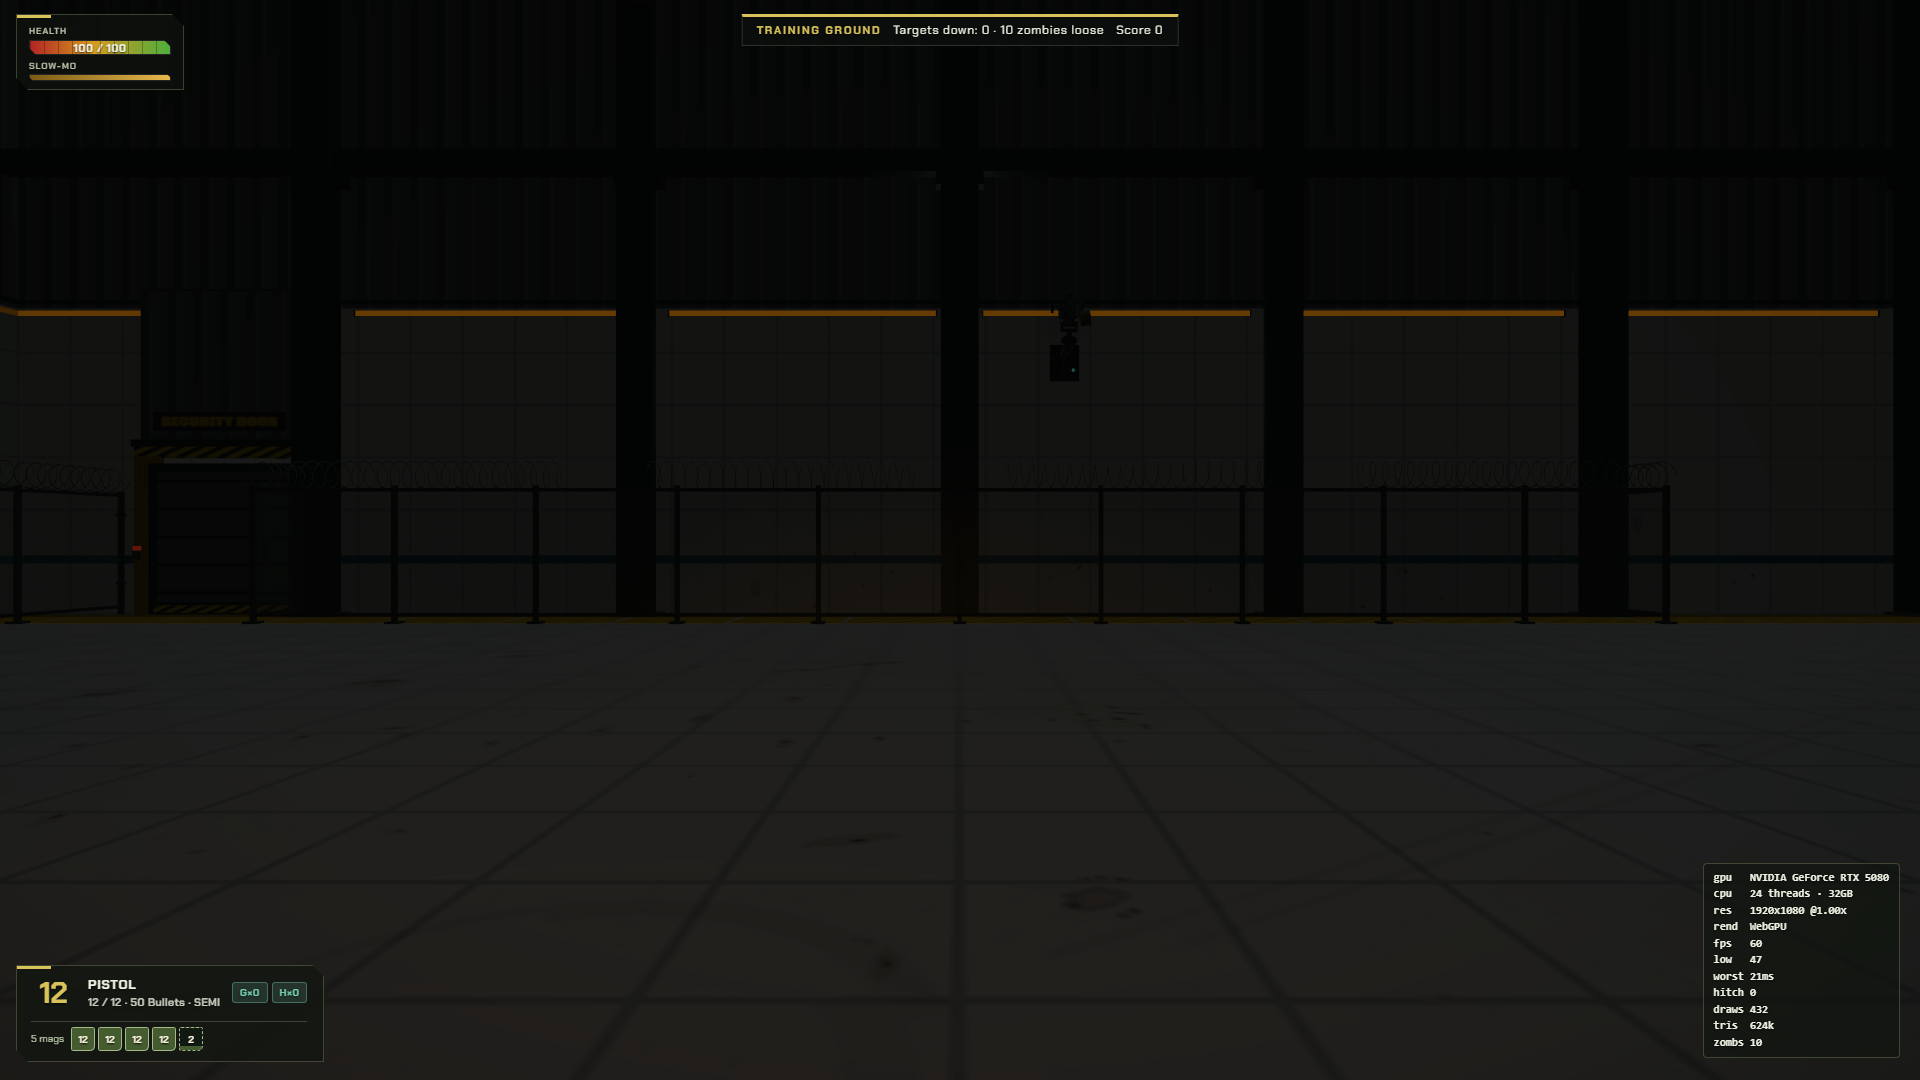 HEALTH
100 / 100
SLOW-MO
TRAINING GROUND Targets down: 0 · 10 zombies loose Score 0
SECURITY DOOR
12 PISTOL
12 / 12 · 50 Bullets · SEMI
G×0 H×0
5 mags 12 12 12 12 2
gpu NVIDIA GeForce RTX 5080
cpu 24 threads · 32GB
res 1920x1080 @1.00x
rend WebGPU
fps 60
low 47
worst 21ms
hitch 0
draws 432
tris 624k
zombs 10